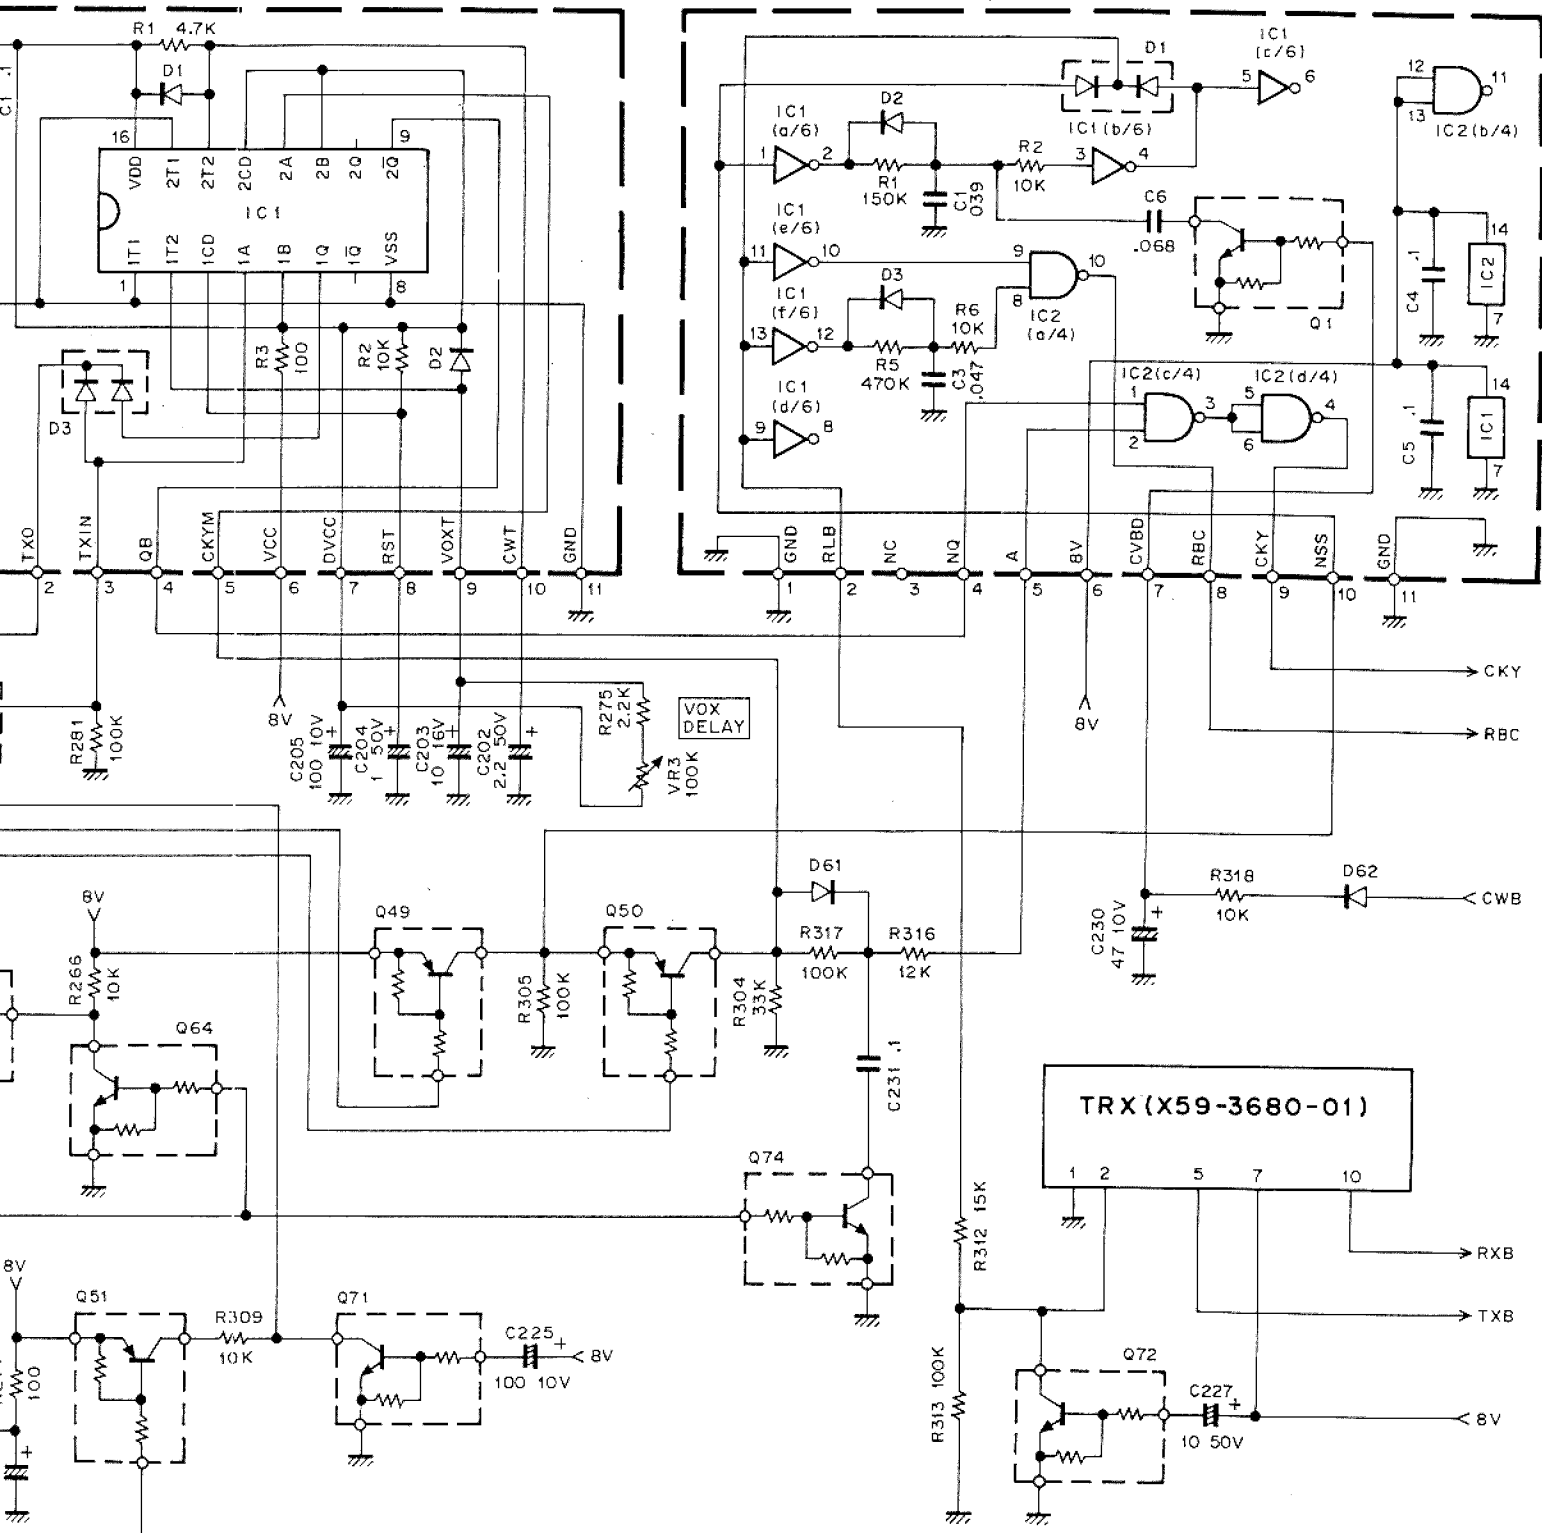 R1 4.7K
D1
C1 .1
16
9
VDD
2T1
2T2
2CD
2A
2B
2Q
2Q̅
IC1
1T1
1T2
1CD
1A
1B
1Q
1Q̅
VSS
1
8
R3
100
R2
10K
D2
D3
TXO
TXIN
QB
CKYM
VCC
DVCC
RST
VOXT
CWT
GND
2
3
4
5
6
7
8
9
10
11
IC1
(a/6)
1
2
D2
R1
150K
C1
.039
R2
10K
IC1(b/6)
3
4
D1
IC1
(c/6)
5
6
12
13
11
IC2(b/4)
C6
.068
Q1
IC1
(e/6)
11
10
IC1
(f/6)
13
12
D3
R5
470K
R6
10K
C3
.047
9
8
10
IC2
(a/4)
IC1
(d/6)
9
8
IC2(c/4)
1
2
3
IC2(d/4)
5
6
4
C4
.1
14
IC2
7
C5
.1
14
IC1
7
GND
RLB
NC
NQ
A
8V
CVBD
RBC
CKY
NSS
GND
1
2
3
4
5
6
7
8
9
10
11
CKY
RBC
8V
8V
R281
100K
C205
100 10V
C204
1 50V
C203
10 16V
C202
2.2 50V
R275
2.2K
VR3
100K
VOX
DELAY
8V
R266
10K
Q64
Q49
R305
100K
Q50
R304
33K
D61
R317
100K
R316
12K
C231 .1
C230
47 10V
R318
10K
D62
CWB
Q74
R312 15K
R313 100K
TRX(X59-3680-01)
1
2
5
7
10
RXB
TXB
8V
100
Q51
R309
10K
Q71
C225
100 10V
8V
Q72
C227
10 50V
8V